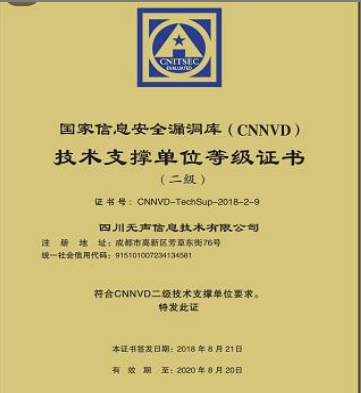 CNITSEC
EVALUATED
国家信息安全漏洞库（CNNVD）
技术支撑单位等级证书
（二级）
证 书 号：CNNVD-TechSup-2018-2-9
四川无声信息技术有限公司
注 册 地 址：成都市高新区芳草东街76号
统一社会信用代码：915101007234134581
符合CNNVD二级技术支撑单位要求。
特发此证
本证书签发日期：2018 年 8 月 21日
有 效 期 至：2020 年 8 月 20日